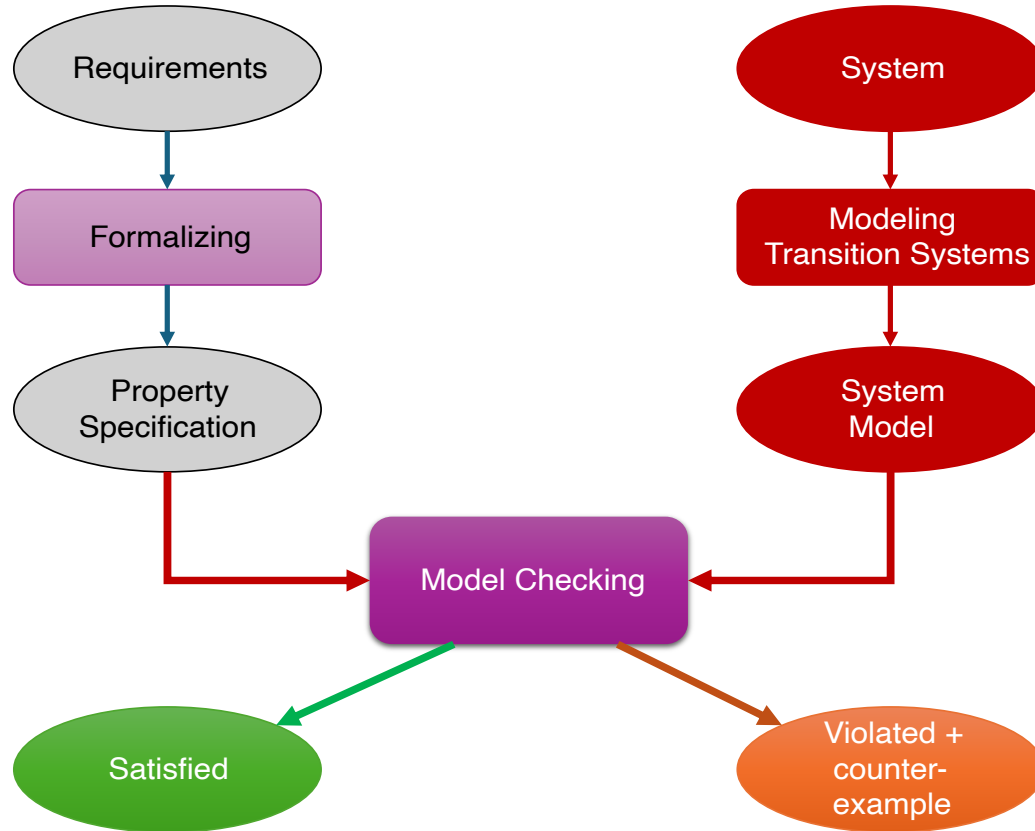 Requirements
System
Formalizing
Modeling
Transition Systems
Property
Specification
System
Model
Model Checking
Satisfied
Violated +
counter-
example